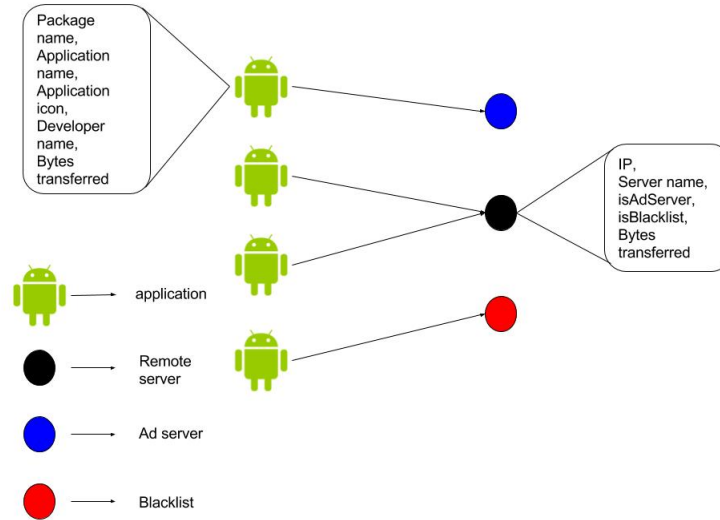 Package
name,
Application
name,
Application
icon,
Developer
name,
Bytes
transferred
IP,
Server name,
isAdServer,
isBlacklist,
Bytes
transferred
application
Remote
server
Ad server
Blacklist